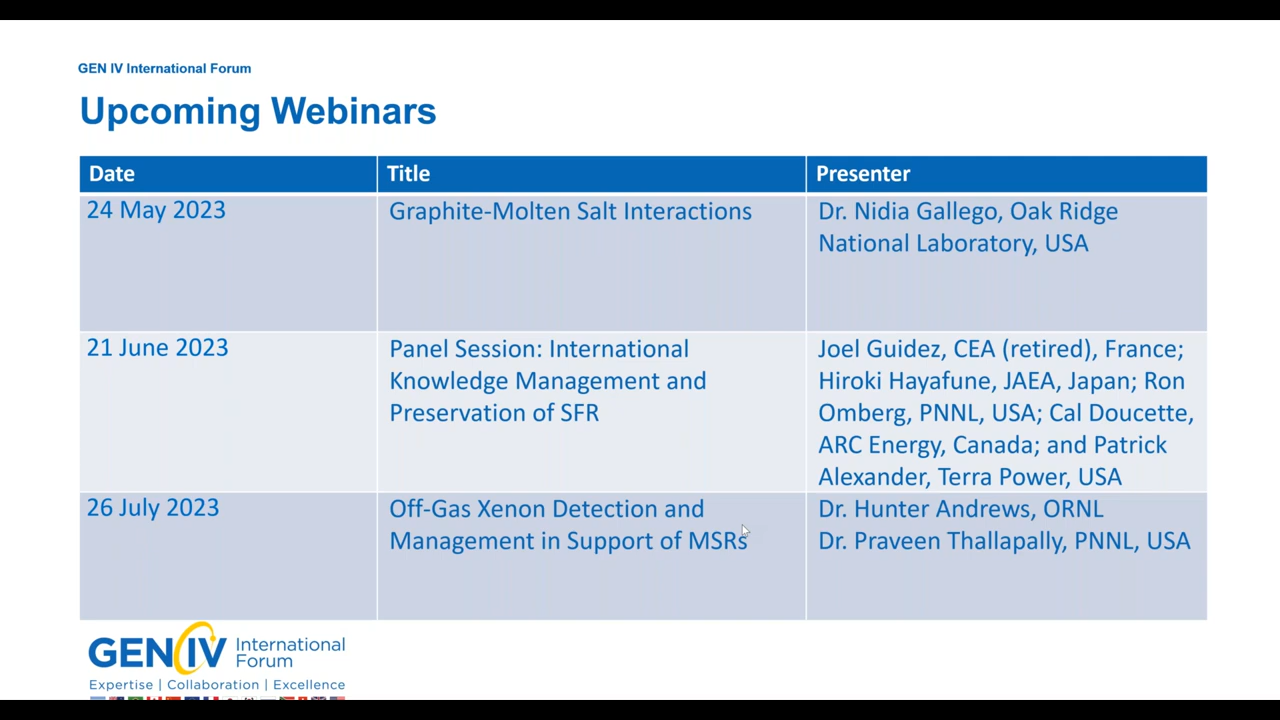 GEN IV International Forum
Upcoming Webinars
Date
Title
Presenter
24 May 2023
Graphite-Molten Salt Interactions
Dr. Nidia Gallego, Oak Ridge
National Laboratory, USA
21 June 2023
Panel Session: International
Knowledge Management and
Preservation of SFR
Joel Guidez, CEA (retired), France;
Hiroki Hayafune, JAEA, Japan; Ron
Omberg, PNNL, USA; Cal Doucette,
ARC Energy, Canada; and Patrick
Alexander, Terra Power, USA
26 July 2023
Off-Gas Xenon Detection and
Management in Support of MSRs
Dr. Hunter Andrews, ORNL
Dr. Praveen Thallapally, PNNL, USA
GEN IV International
Forum
Expertise | Collaboration | Excellence